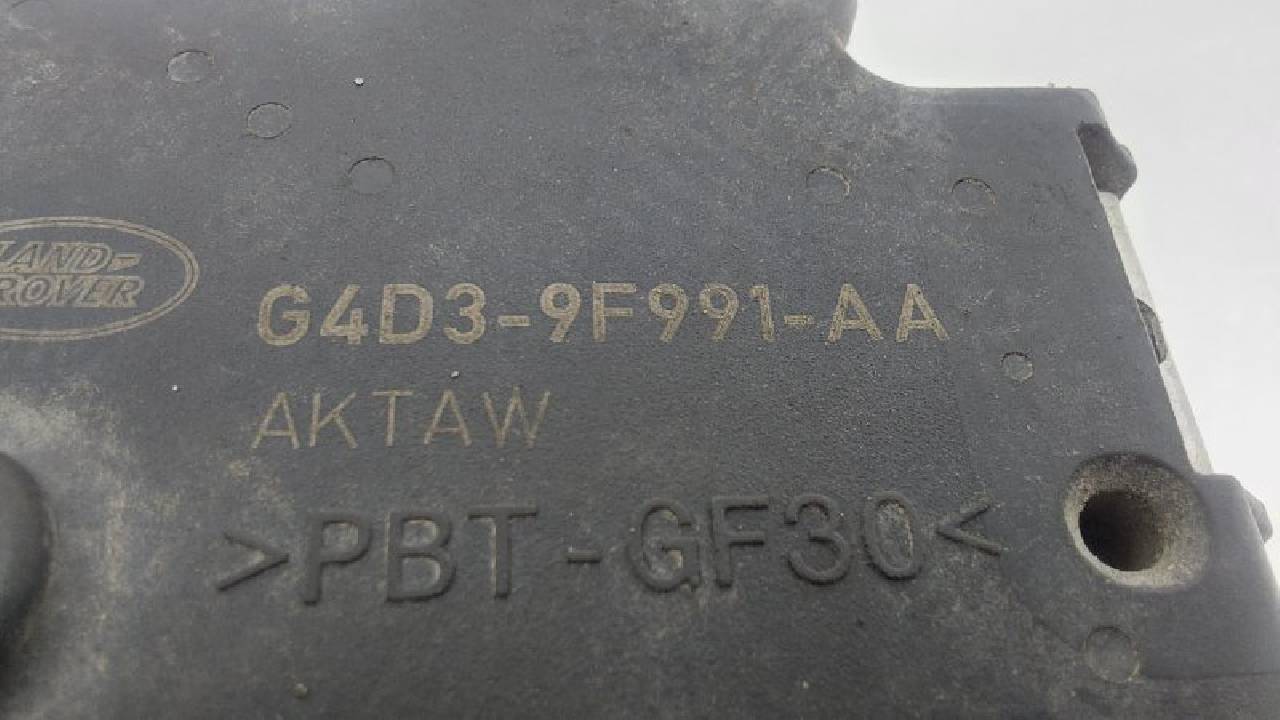 LAND-
ROVER
G4D3-9F991-AA
AKTAW
>PBT-GF30<